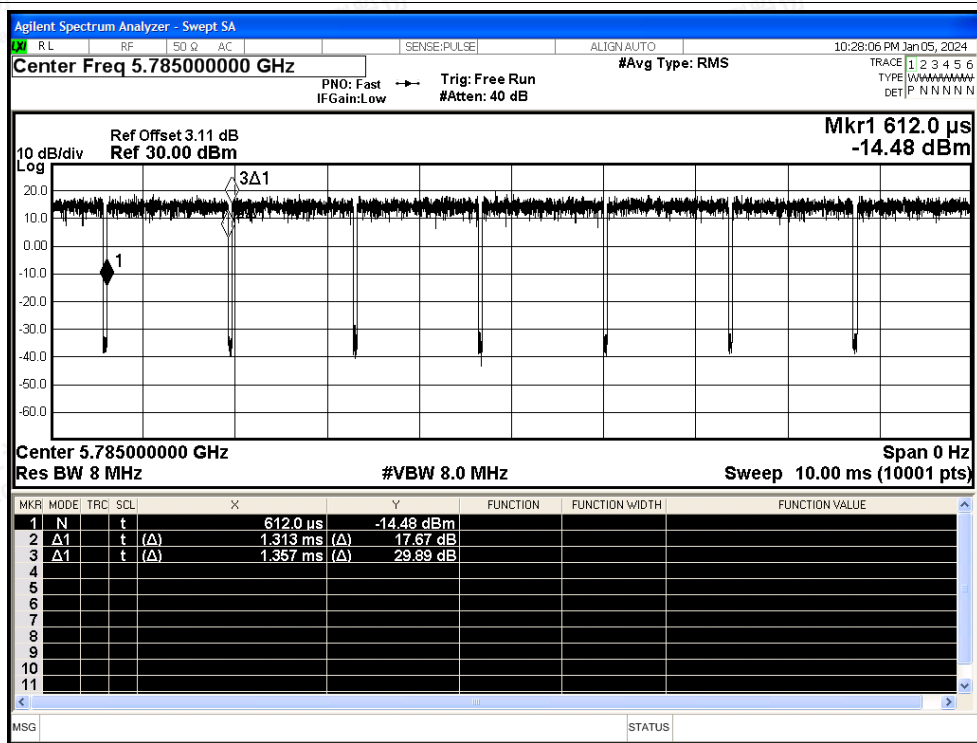 Agilent Spectrum Analyzer - Swept SA
LXI RL RF 50 Ω AC SENSE:PULSE ALIGN AUTO 10:28:06 PM Jan 05, 2024
Center Freq 5.785000000 GHz
#Avg Type: RMS
TRACE 1 2 3 4 5 6
PNO: Fast Trig: Free Run
TYPE WWWWWW
IFGain:Low #Atten: 40 dB
DET P N N N N N
Mkr1 612.0 µs
-14.48 dBm
Ref Offset 3.11 dB
10 dB/div Ref 30.00 dBm
Log
3Δ1
20.0
10.0
0.00
1
-10.0
-20.0
-30.0
-40.0
-50.0
-60.0
Center 5.785000000 GHz Span 0 Hz
Res BW 8 MHz #VBW 8.0 MHz Sweep 10.00 ms (10001 pts)
MKR MODE TRC SCL X Y FUNCTION FUNCTION WIDTH FUNCTION VALUE
1 N t 612.0 µs -14.48 dBm
2 Δ1 t (Δ) 1.313 ms (Δ) 17.67 dB
3 Δ1 t (Δ) 1.357 ms (Δ) 29.89 dB
4
5
6
7
8
9
10
11
MSG STATUS